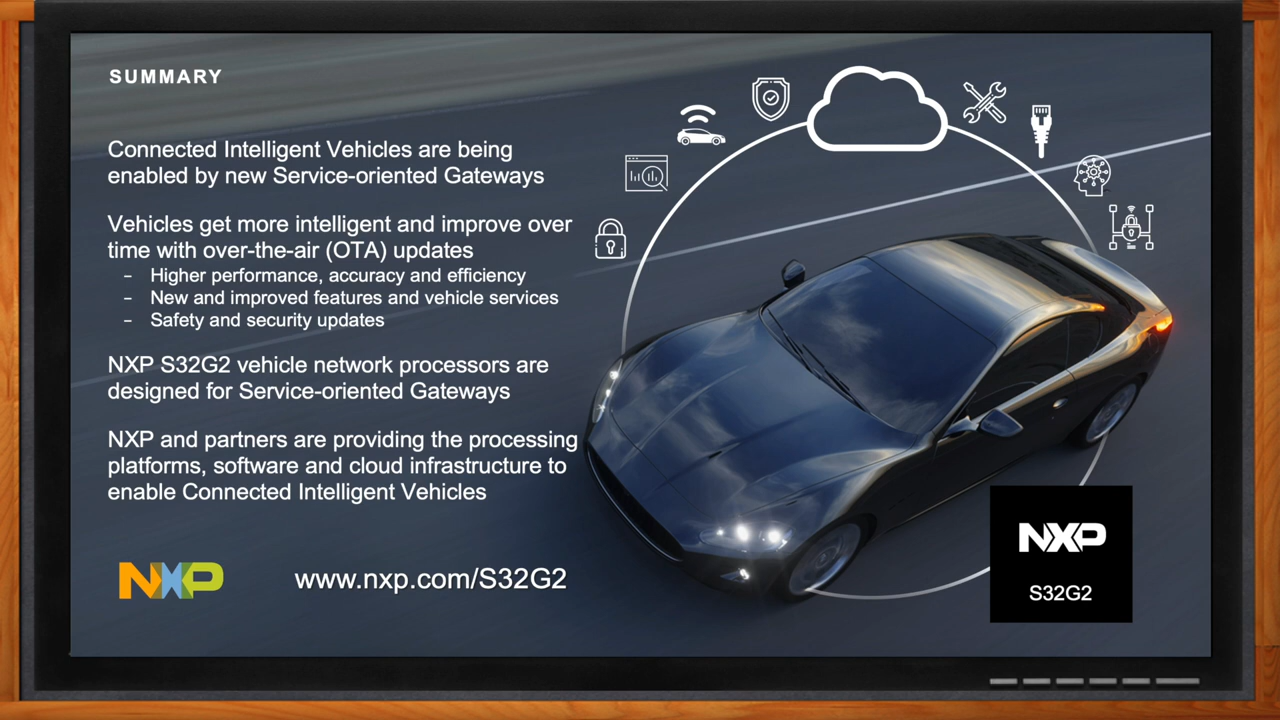 SUMMARY
Connected Intelligent Vehicles are being
enabled by new Service-oriented Gateways
Vehicles get more intelligent and improve over
time with over-the-air (OTA) updates
– Higher performance, accuracy and efficiency
– New and improved features and vehicle services
– Safety and security updates
NXP S32G2 vehicle network processors are
designed for Service-oriented Gateways
NXP and partners are providing the processing
platforms, software and cloud infrastructure to
enable Connected Intelligent Vehicles
NXP
www.nxp.com/S32G2
NXP
S32G2